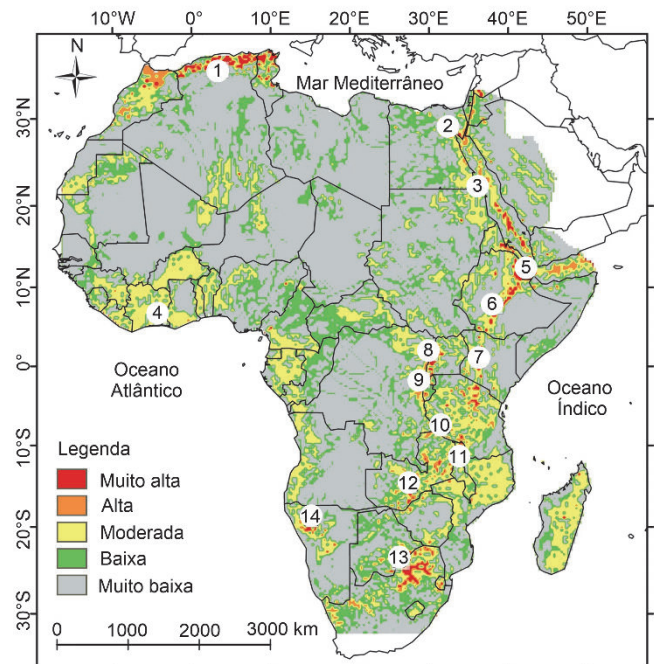 10°W 0° 10°E 20°E 30°E 40°E 50°E
N
Mar Mediterrâneo
1
30°N
2
3
20°N
5
10°N
4
6
8
7
0°
9
Oceano
Atlântico
Oceano
Índico
10
10°S
11
Legenda
Muito alta
12
Alta
14
20°S
Moderada
Baixa
13
Muito baixa
30°S
0 1000 2000 3000 km